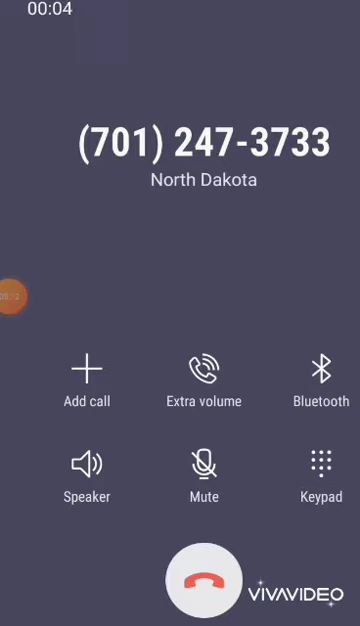 00:04
(701) 247-3733
North Dakota
Add call
Extra volume
Bluetooth
Speaker
Mute
Keypad
VIVAVIDEO